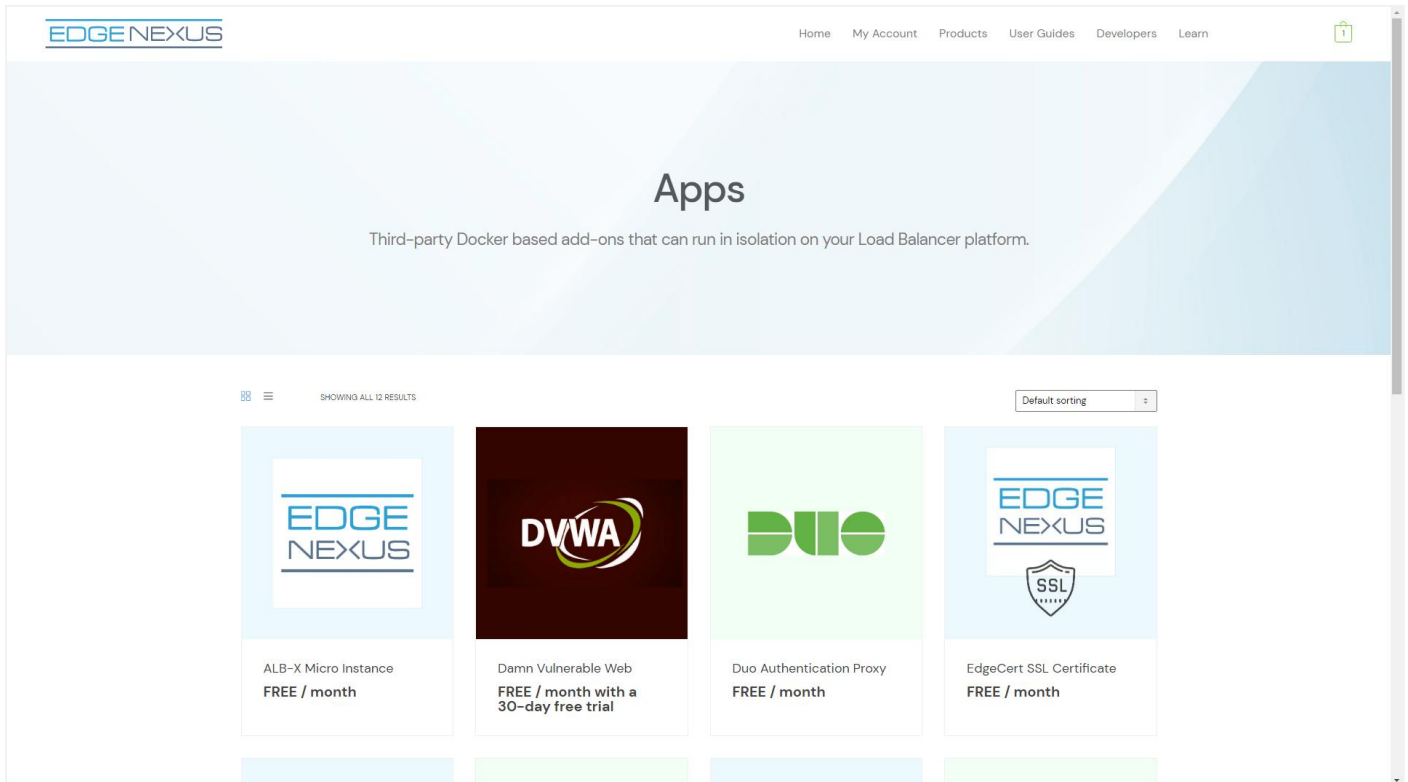 EDGENEXUS
Home My Account Products User Guides Developers Learn
1
Apps
Third-party Docker based add-ons that can run in isolation on your Load Balancer platform.
SHOWING ALL 12 RESULTS
Default sorting
EDGE
NEXUS
DVWA
DUO
EDGE
NEXUS
SSL
ALB-X Micro Instance
FREE / month
Damn Vulnerable Web
FREE / month with a
30-day free trial
Duo Authentication Proxy
FREE / month
EdgeCert SSL Certificate
FREE / month